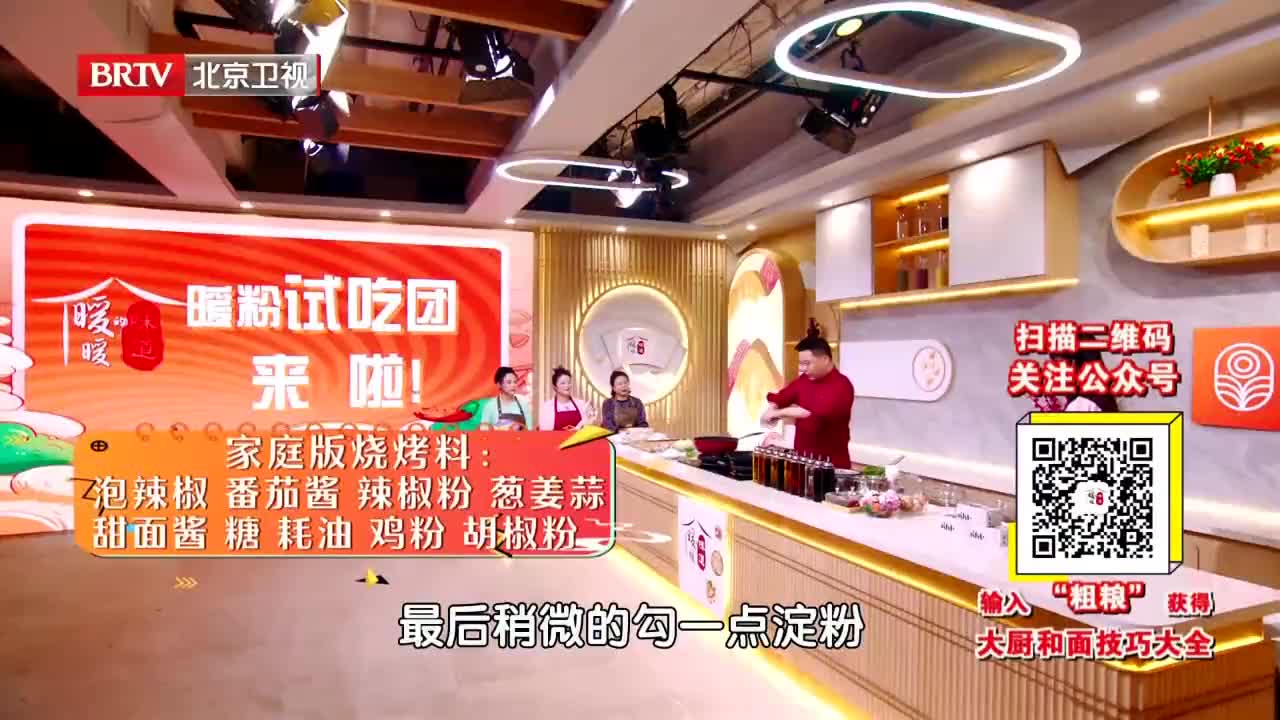 BRTV 北京卫视
暖暖的味道
暖粉试吃团
来啦!
扫描二维码
关注公众号
家庭版烧烤料：
泡辣椒 番茄酱 辣椒粉 葱姜蒜
甜面酱 糖 耗油 鸡粉 胡椒粉
输入 “粗粮” 获得
大厨和面技巧大全
最后稍微的勾一点淀粉